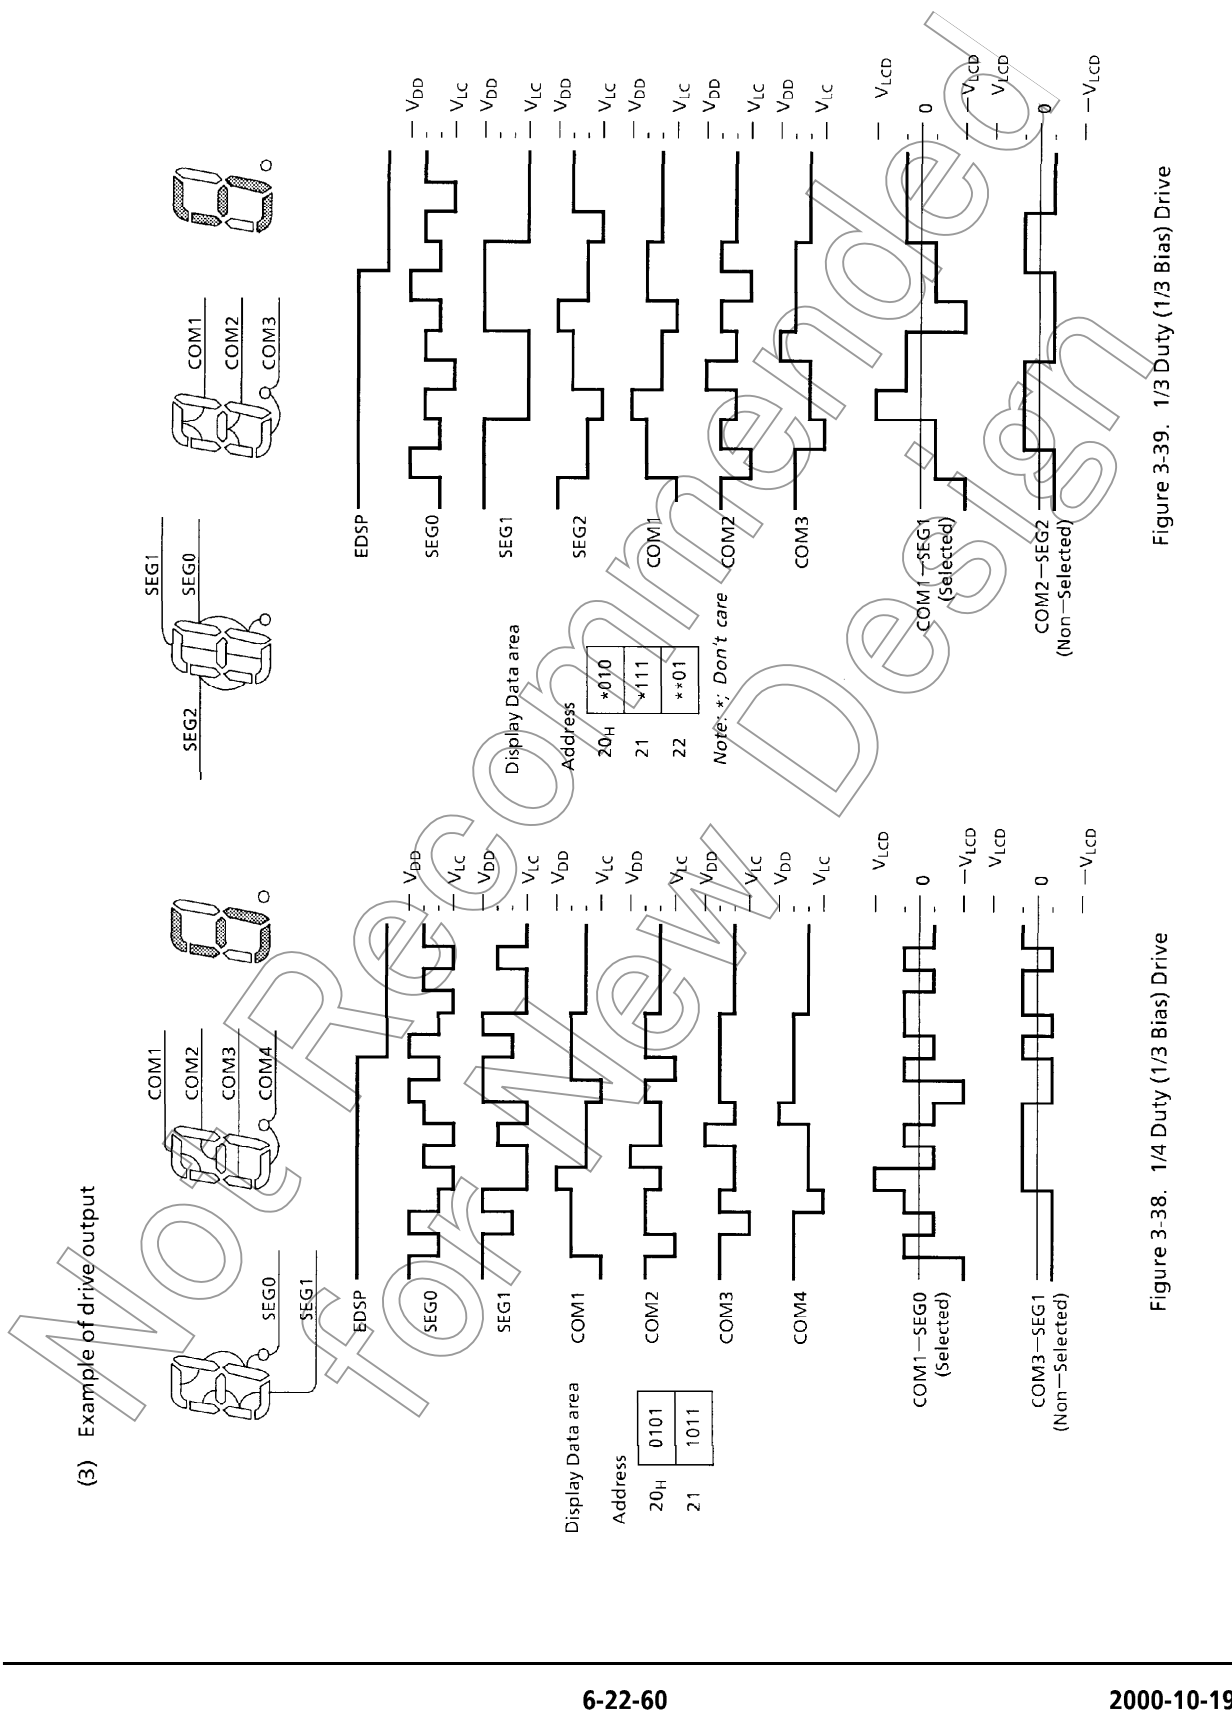 (3) Example of drive output
SEG0
SEG1
COM1
COM2
COM3
COM4
EDSP
SEG0
VDD
VLC
SEG1
VDD
VLC
COM1
VDD
VLC
COM2
VDD
VLC
COM3
VDD
VLC
COM4
VDD
VLC
Display Data area
Address
20H 0101
21 1011
COM1—SEG0
(Selected)
VLCD
0
—VLCD
COM3—SEG1
(Non—Selected)
VLCD
0
—VLCD
Figure 3-38. 1/4 Duty (1/3 Bias) Drive
SEG2
SEG1
SEG0
COM1
COM2
COM3
EDSP
SEG0
VDD
VLC
SEG1
VDD
VLC
SEG2
VDD
VLC
COM1
VDD
VLC
COM2
VDD
VLC
COM3
VDD
VLC
Display Data area
Address
20H *010
21 *111
22 **01
Note: *; Don't care
COM1—SEG1
(Selected)
VLCD
0
—VLCD
COM2—SEG2
(Non—Selected)
VLCD
0
—VLCD
Figure 3-39. 1/3 Duty (1/3 Bias) Drive
Not Recommended
for New Design
6-22-60
2000-10-19